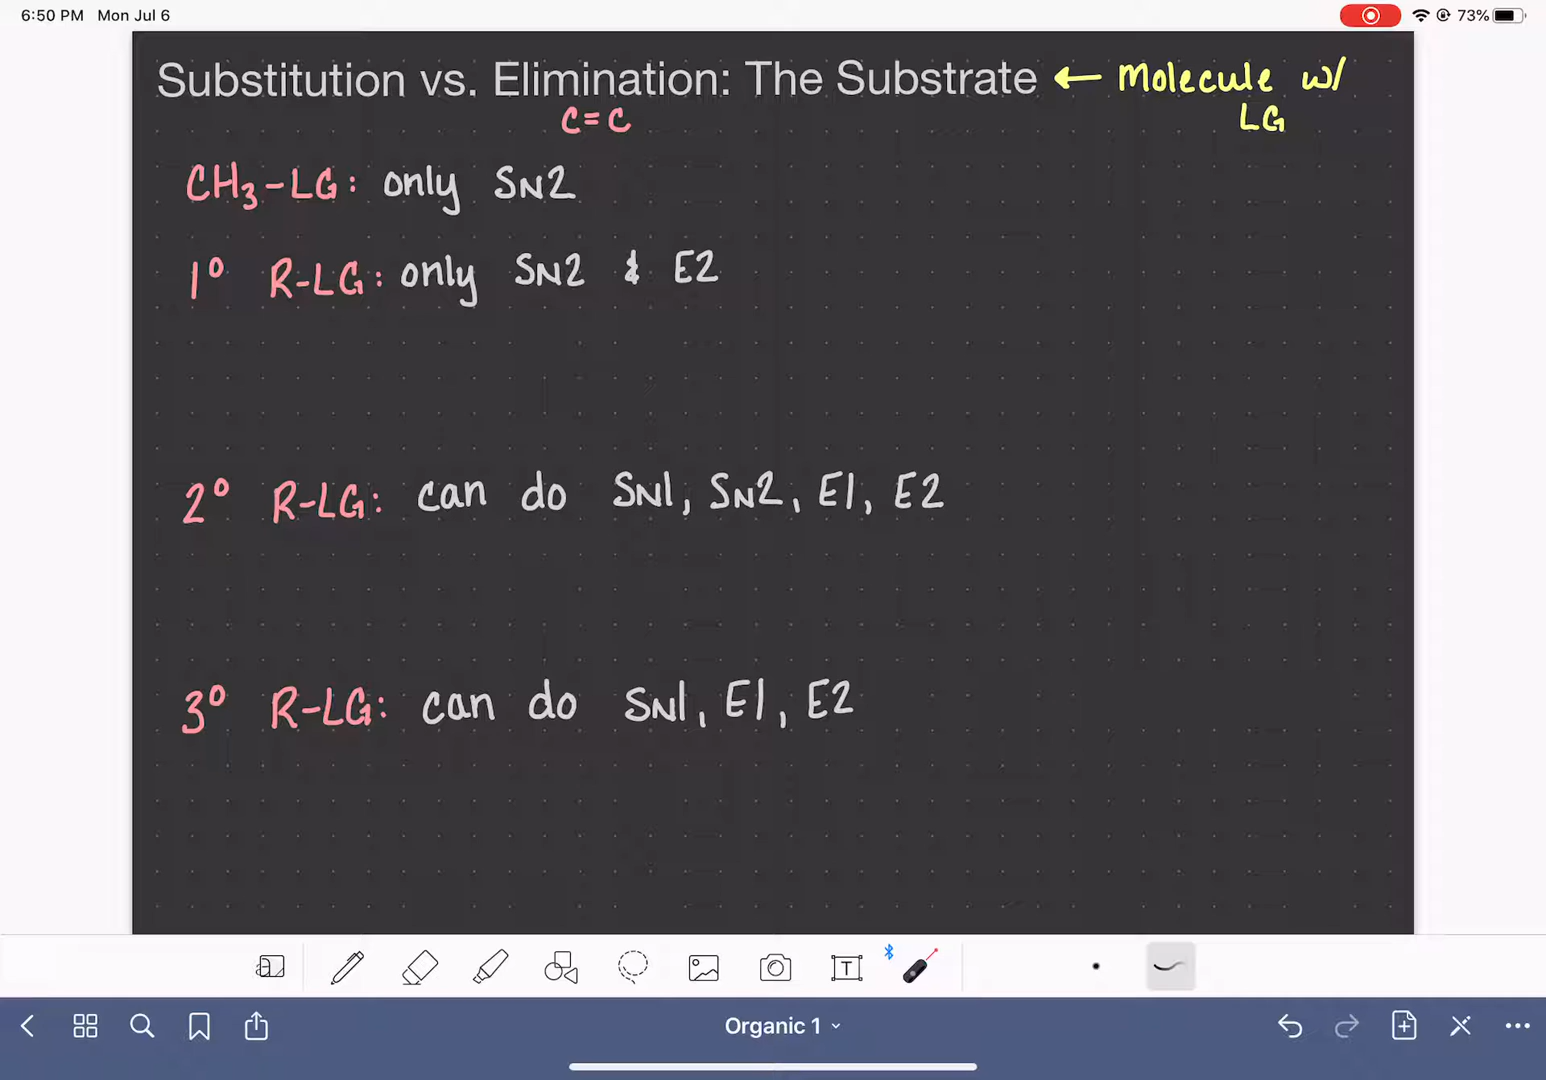 6:50 PM Mon Jul 6
73%
Substitution vs. Elimination: The Substrate ← Molecule w/
LG
C=C
CH₃-LG: only SN2
1° R-LG: only SN2 & E2
2° R-LG: can do SN1, SN2, E1, E2
3° R-LG: can do SN1, E1, E2
T
Organic 1